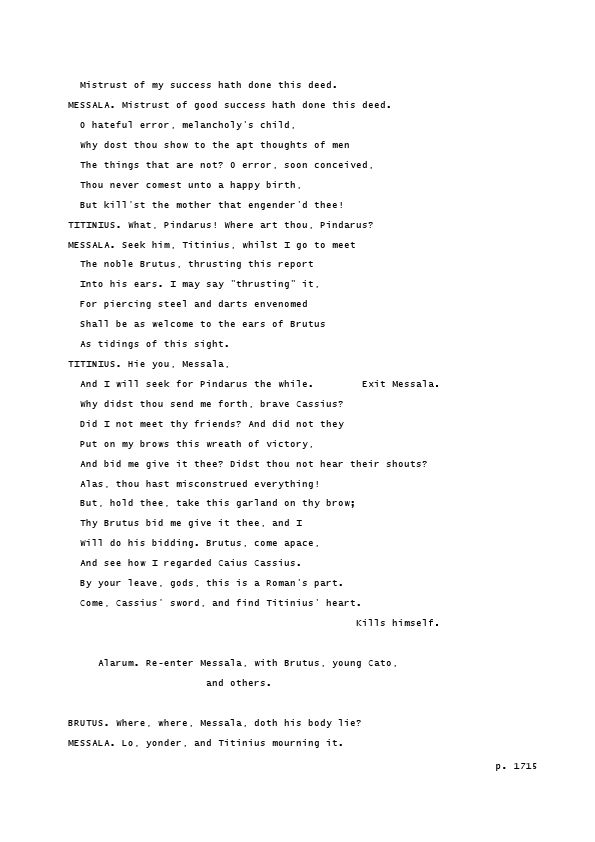 Mistrust of my success hath done this deed.
MESSALA. Mistrust of good success hath done this deed.
O hateful error, melancholy's child,
Why dost thou show to the apt thoughts of men
The things that are not? O error, soon conceived,
Thou never comest unto a happy birth,
But kill'st the mother that engender'd thee!
TITINIUS. What, Pindarus! Where art thou, Pindarus?
MESSALA. Seek him, Titinius, whilst I go to meet
The noble Brutus, thrusting this report
Into his ears. I may say "thrusting" it,
For piercing steel and darts envenomed
Shall be as welcome to the ears of Brutus
As tidings of this sight.
TITINIUS. Hie you, Messala,
And I will seek for Pindarus the while. Exit Messala.
Why didst thou send me forth, brave Cassius?
Did I not meet thy friends? And did not they
Put on my brows this wreath of victory,
And bid me give it thee? Didst thou not hear their shouts?
Alas, thou hast misconstrued everything!
But, hold thee, take this garland on thy brow;
Thy Brutus bid me give it thee, and I
Will do his bidding. Brutus, come apace,
And see how I regarded Caius Cassius.
By your leave, gods, this is a Roman's part.
Come, Cassius' sword, and find Titinius' heart.
Kills himself.
Alarum. Re-enter Messala, with Brutus, young Cato,
and others.
BRUTUS. Where, where, Messala, doth his body lie?
MESSALA. Lo, yonder, and Titinius mourning it.
p. 1715